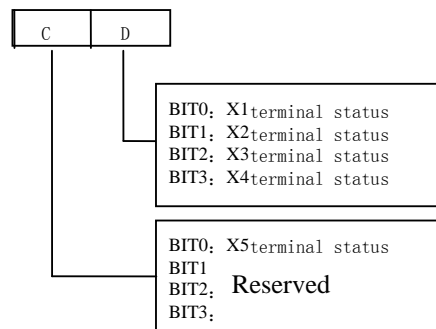 C D
BIT0：X1terminal status
BIT1：X2terminal status
BIT2：X3terminal status
BIT3：X4terminal status
BIT0：X5terminal status
BIT1
BIT2： Reserved
BIT3：